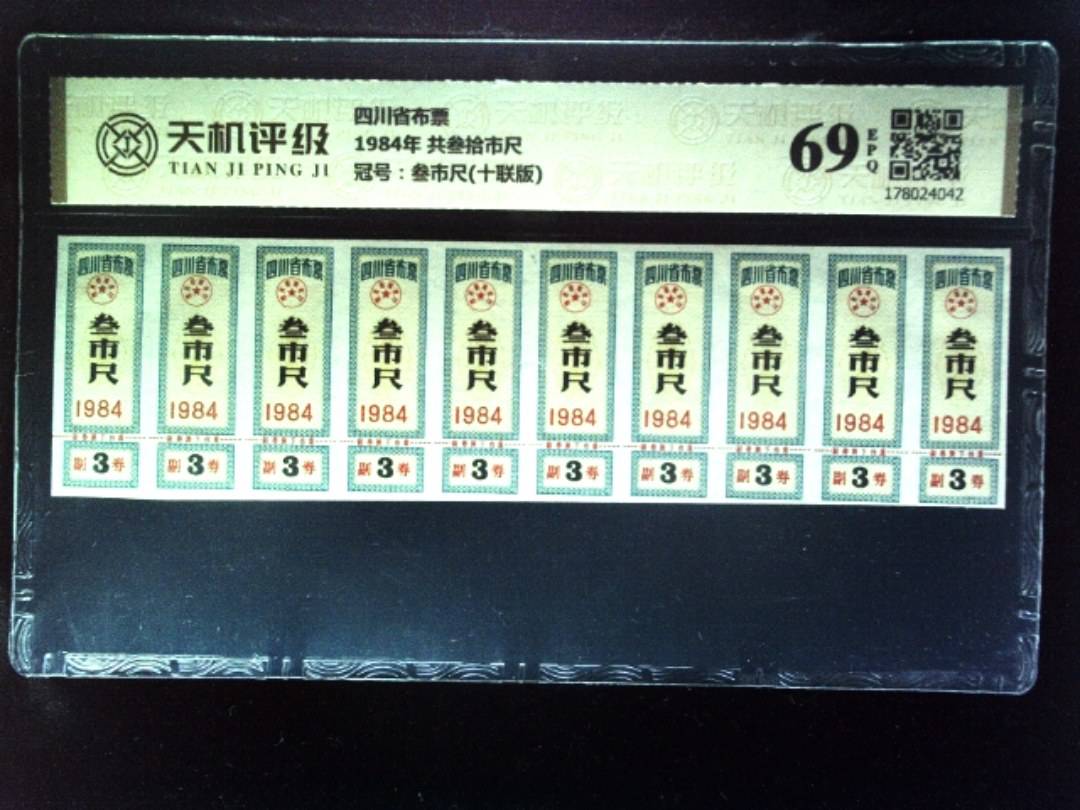 天机评级
TIAN JI PING JI
四川省布票
1984年 共叁拾市尺
冠号：叁市尺(十联版)
69
EPQ
178024042
四川省布票 四川省布票 四川省布票 四川省布票 四川省布票 四川省布票 四川省布票 四川省布票 四川省布票 四川省布票
叁市尺 叁市尺 叁市尺 叁市尺 叁市尺 叁市尺 叁市尺 叁市尺 叁市尺 叁市尺
1984 1984 1984 1984 1984 1984 1984 1984 1984 1984
副3券 副3券 副3券 副3券 副3券 副3券 副3券 副3券 副3券 副3券